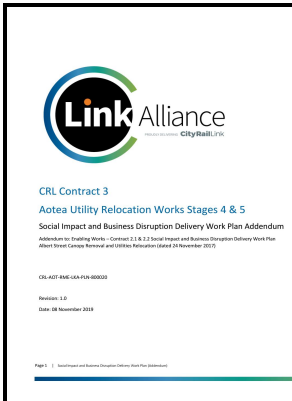 Link Alliance
PROUDLY DELIVERING CityRailLink
CRL Contract 3
Aotea Utility Relocation Works Stages 4 & 5
Social Impact and Business Disruption Delivery Work Plan Addendum
Addendum to: Enabling Works – Contract 2.1 & 2.2 Social Impact and Business Disruption Delivery Work Plan
Albert Street Canopy Removal and Utilities Relocation (dated 24 November 2017)
CRL-AOT-RME-LKA-PLN-800020
Revision: 1.0
Date: 08 November 2019
Page 1 | Social Impact and Business Disruption Delivery Work Plan (Addendum)